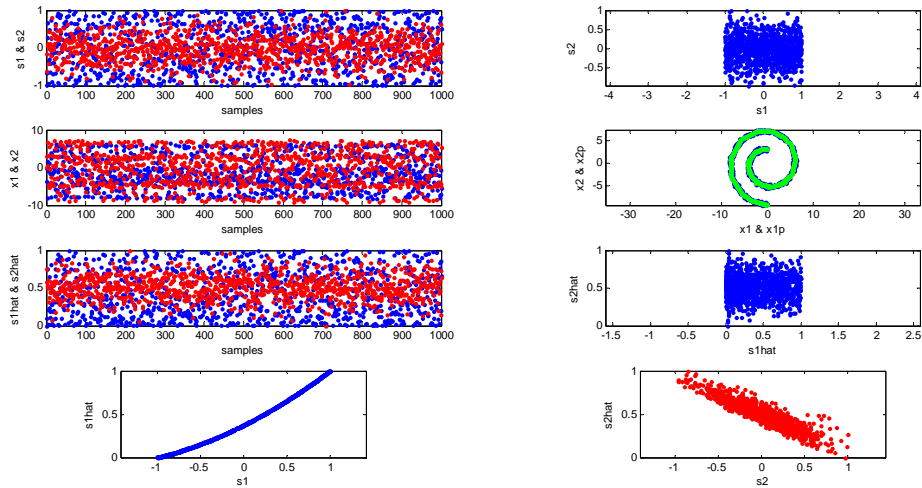 s1 & s2
1
0
-1
0 100 200 300 400 500 600 700 800 900 1000
samples
s2
0.5
0
-0.5
-4 -3 -2 -1 0 1 2 3 4
s1
x1 & x2
10
0
-10
0 100 200 300 400 500 600 700 800 900 1000
samples
x2 & x2p
5
0
-5
-30 -20 -10 0 10 20 30
x1 & x1p
s1hat & s2hat
1
0.5
0
0 100 200 300 400 500 600 700 800 900 1000
samples
s2hat
1
0.5
0
-1.5 -1 -0.5 0 0.5 1 1.5 2 2.5
s1hat
s1hat
1
0.5
0
-1 -0.5 0 0.5 1
s1
s2hat
1
0.5
0
-1 -0.5 0 0.5 1
s2